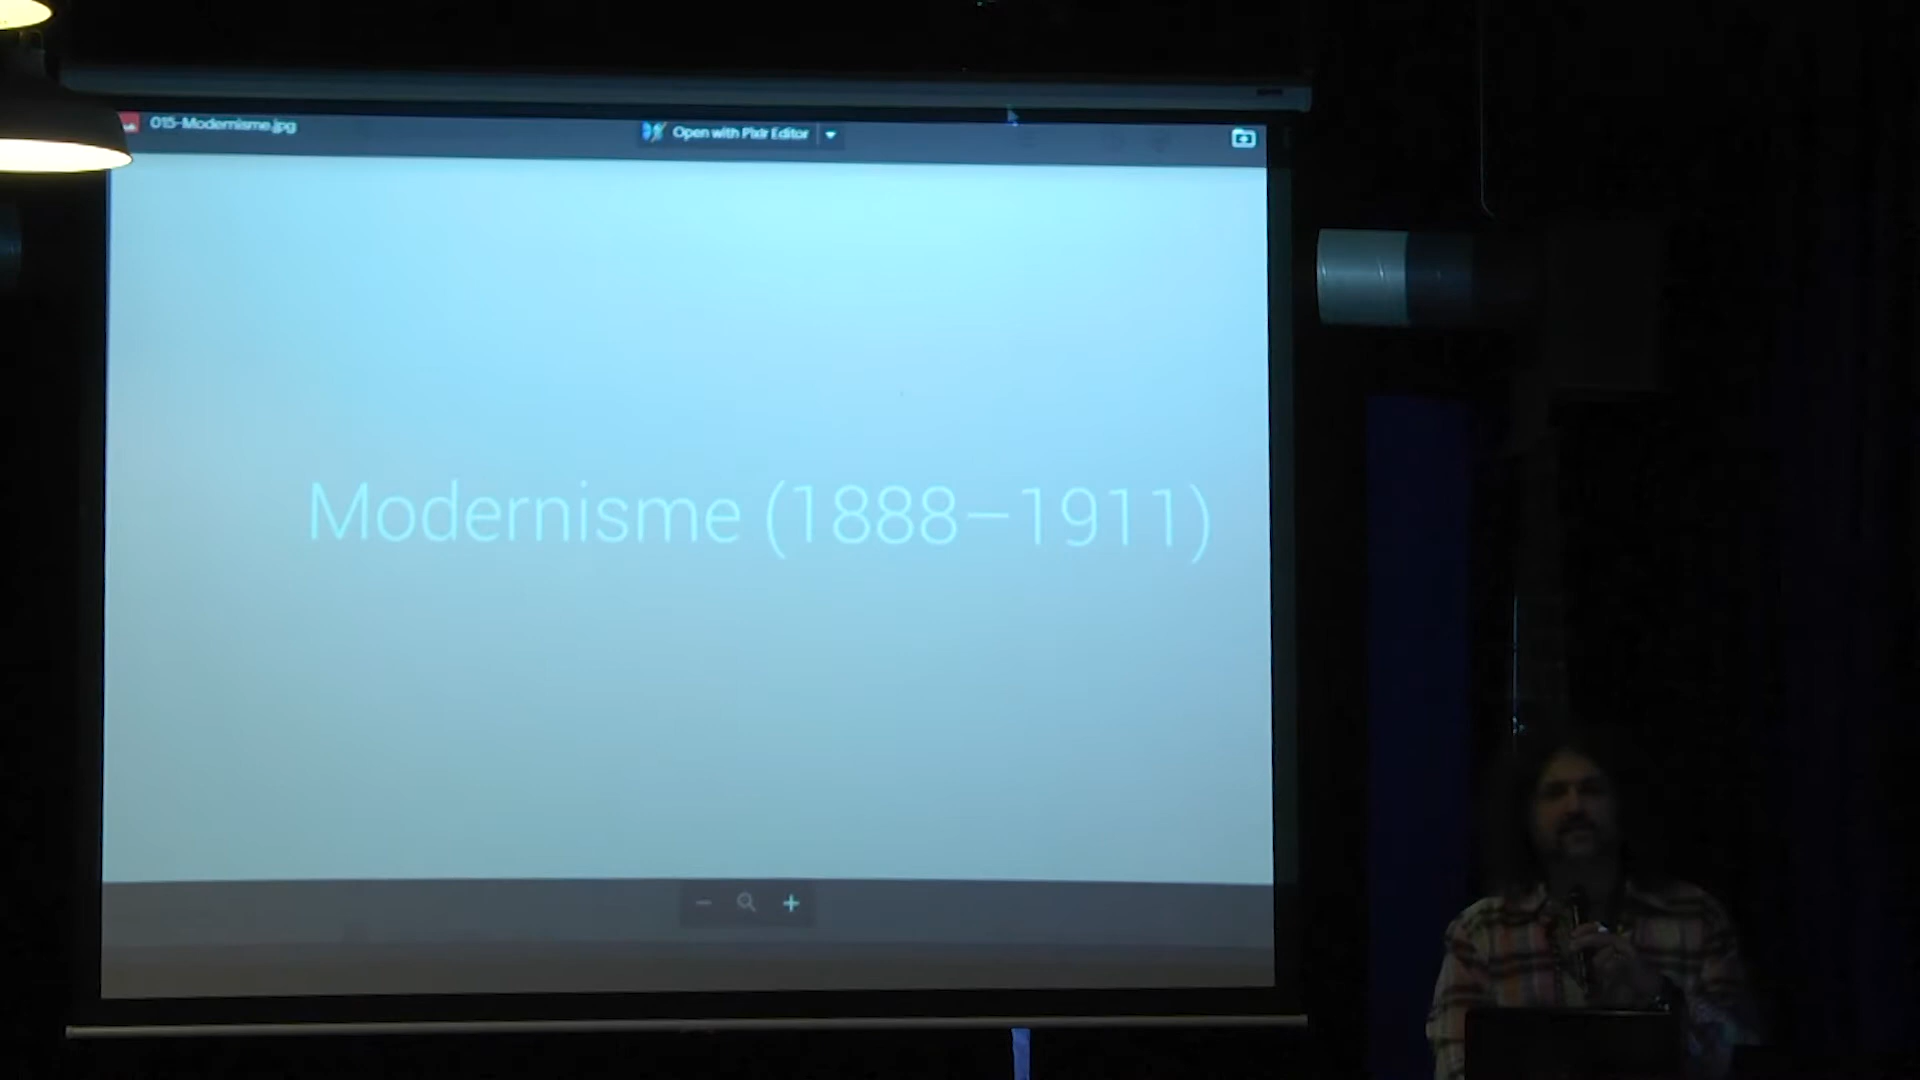 015-Modernisme.jpg
Open with Pixlr Editor
Modernisme (1888–1911)